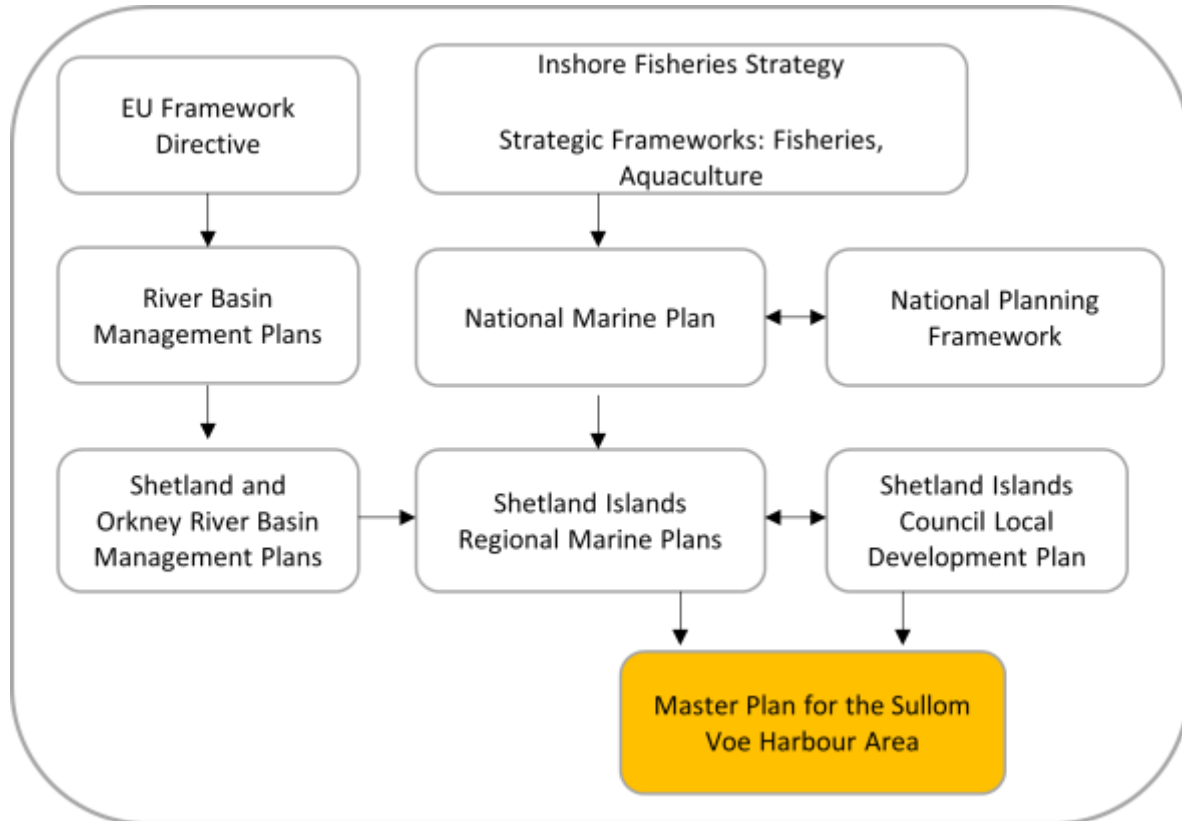 EU Framework
Directive
Inshore Fisheries Strategy
Strategic Frameworks: Fisheries,
Aquaculture
River Basin
Management Plans
National Marine Plan
National Planning
Framework
Shetland and
Orkney River Basin
Management Plans
Shetland Islands
Regional Marine Plans
Shetland Islands
Council Local
Development Plan
Master Plan for the Sullom
Voe Harbour Area